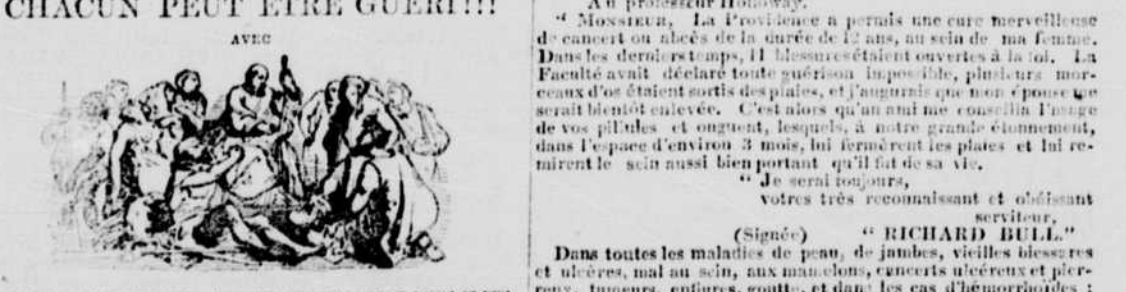 CHACUN PEUT ETRE GUERI!!!
AVEC
Au professeur Holloway.
" MONSIEUR, La Providence a permis une cure merveilleuse
de cancert ou abcès de la durée de 12 ans, au sein de ma femme.
Dans les derniers temps, 11 blessures étaient ouvertes à la foi. La
Faculté avait déclaré toute guérison impossible, plusieurs mor-
ceaux d'os étaient sortis des plaies, et j'augurais que mon épouse me
serait bientôt enlevée. C'est alors qu'un ami me conseilla l'usage
de vos pillules et onguent, lesquels, à notre grande étonnement,
dans l'espace d'environ 3 mois, lui fermèrent les plaies et lui re-
mirent le sein aussi bien portant qu'il fut de sa vie.
" Je serai toujours,
votres très reconnaissant et obéissant
serviteur,
(Signée) " RICHARD BULL."
Dans toutes les maladies de peau, de jambes, vieilles blessures
et ulcères, mal au sein, aux mamelons, cancerts ulcéreux et pier-
reux, tumeurs, enflures, goutte, et dans les cas d'hémorrhoïdes ;